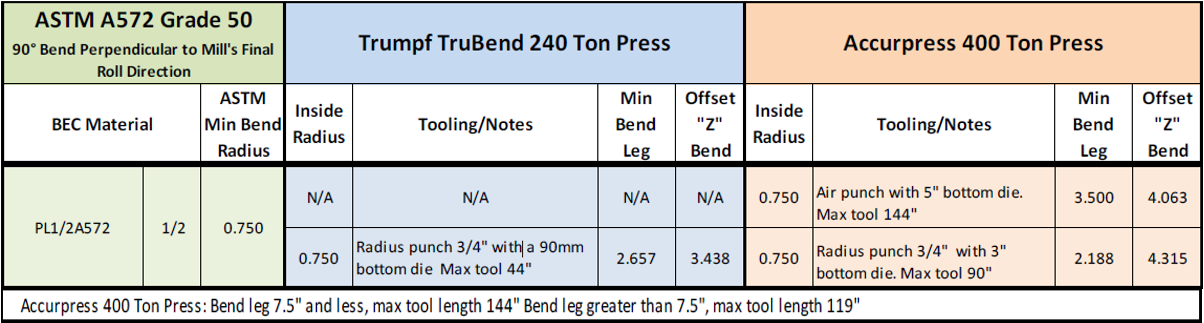 ASTM A572 Grade 50
90° Bend Perpendicular to Mill's Final
Roll Direction
Trumpf TruBend 240 Ton Press
Accurpress 400 Ton Press
BEC Material
ASTM
Min Bend
Radius
Inside
Radius
Tooling/Notes
Min
Bend
Leg
Offset
"Z"
Bend
Inside
Radius
Tooling/Notes
Min
Bend
Leg
Offset
"Z"
Bend
PL1/2A572
1/2
0.750
N/A
N/A
N/A
N/A
0.750
Air punch with 5" bottom die.
Max tool 144"
3.500
4.063
0.750
Radius punch 3/4" with a 90mm
bottom die Max tool 44"
2.657
3.438
0.750
Radius punch 3/4" with 3"
bottom die. Max tool 90"
2.188
4.315
Accurpress 400 Ton Press: Bend leg 7.5" and less, max tool length 144" Bend leg greater than 7.5", max tool length 119"